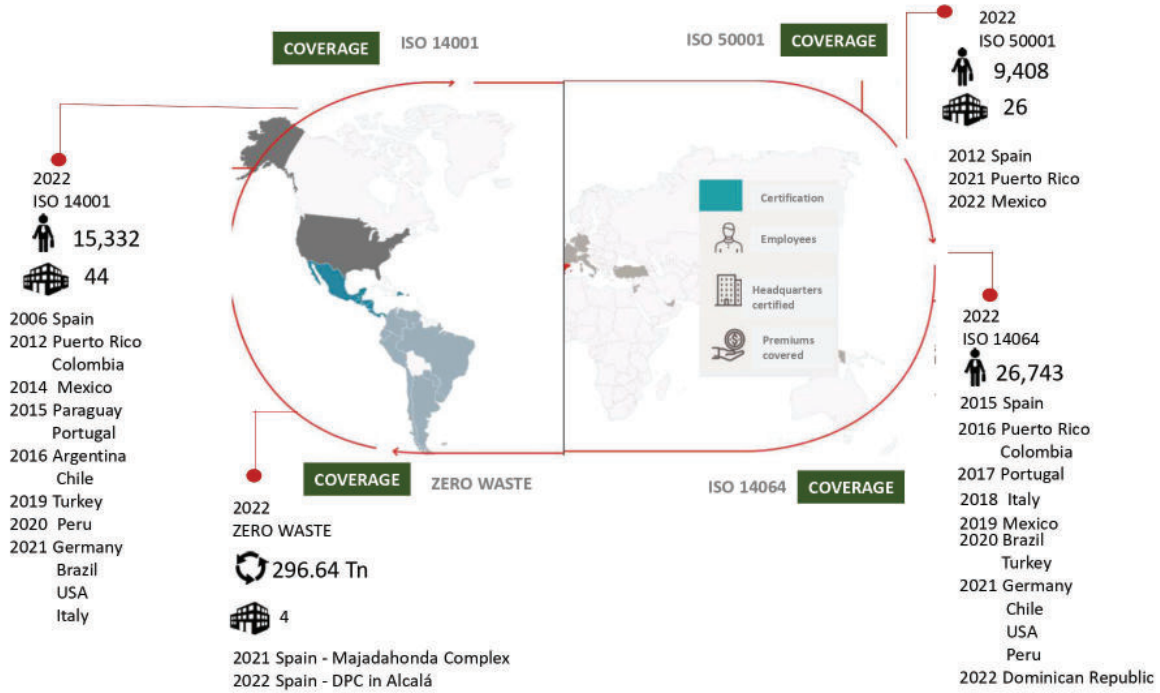 COVERAGE ISO 14001
ISO 50001 COVERAGE
2022
ISO 14001
15,332
44
2006 Spain
2012 Puerto Rico
Colombia
2014 Mexico
2015 Paraguay
Portugal
2016 Argentina
Chile
2019 Turkey
2020 Peru
2021 Germany
Brazil
USA
Italy
Certification
Employees
Headquarters
certified
Premiums
covered
2022
ISO 50001
9,408
26
2012 Spain
2021 Puerto Rico
2022 Mexico
2022
ISO 14064
26,743
2015 Spain
2016 Puerto Rico
Colombia
2017 Portugal
2018 Italy
2019 Mexico
2020 Brazil
Turkey
2021 Germany
Chile
USA
Peru
2022 Dominican Republic
COVERAGE ZERO WASTE
ISO 14064 COVERAGE
2022
ZERO WASTE
296.64 Tn
4
2021 Spain - Majadahonda Complex
2022 Spain - DPC in Alcalá